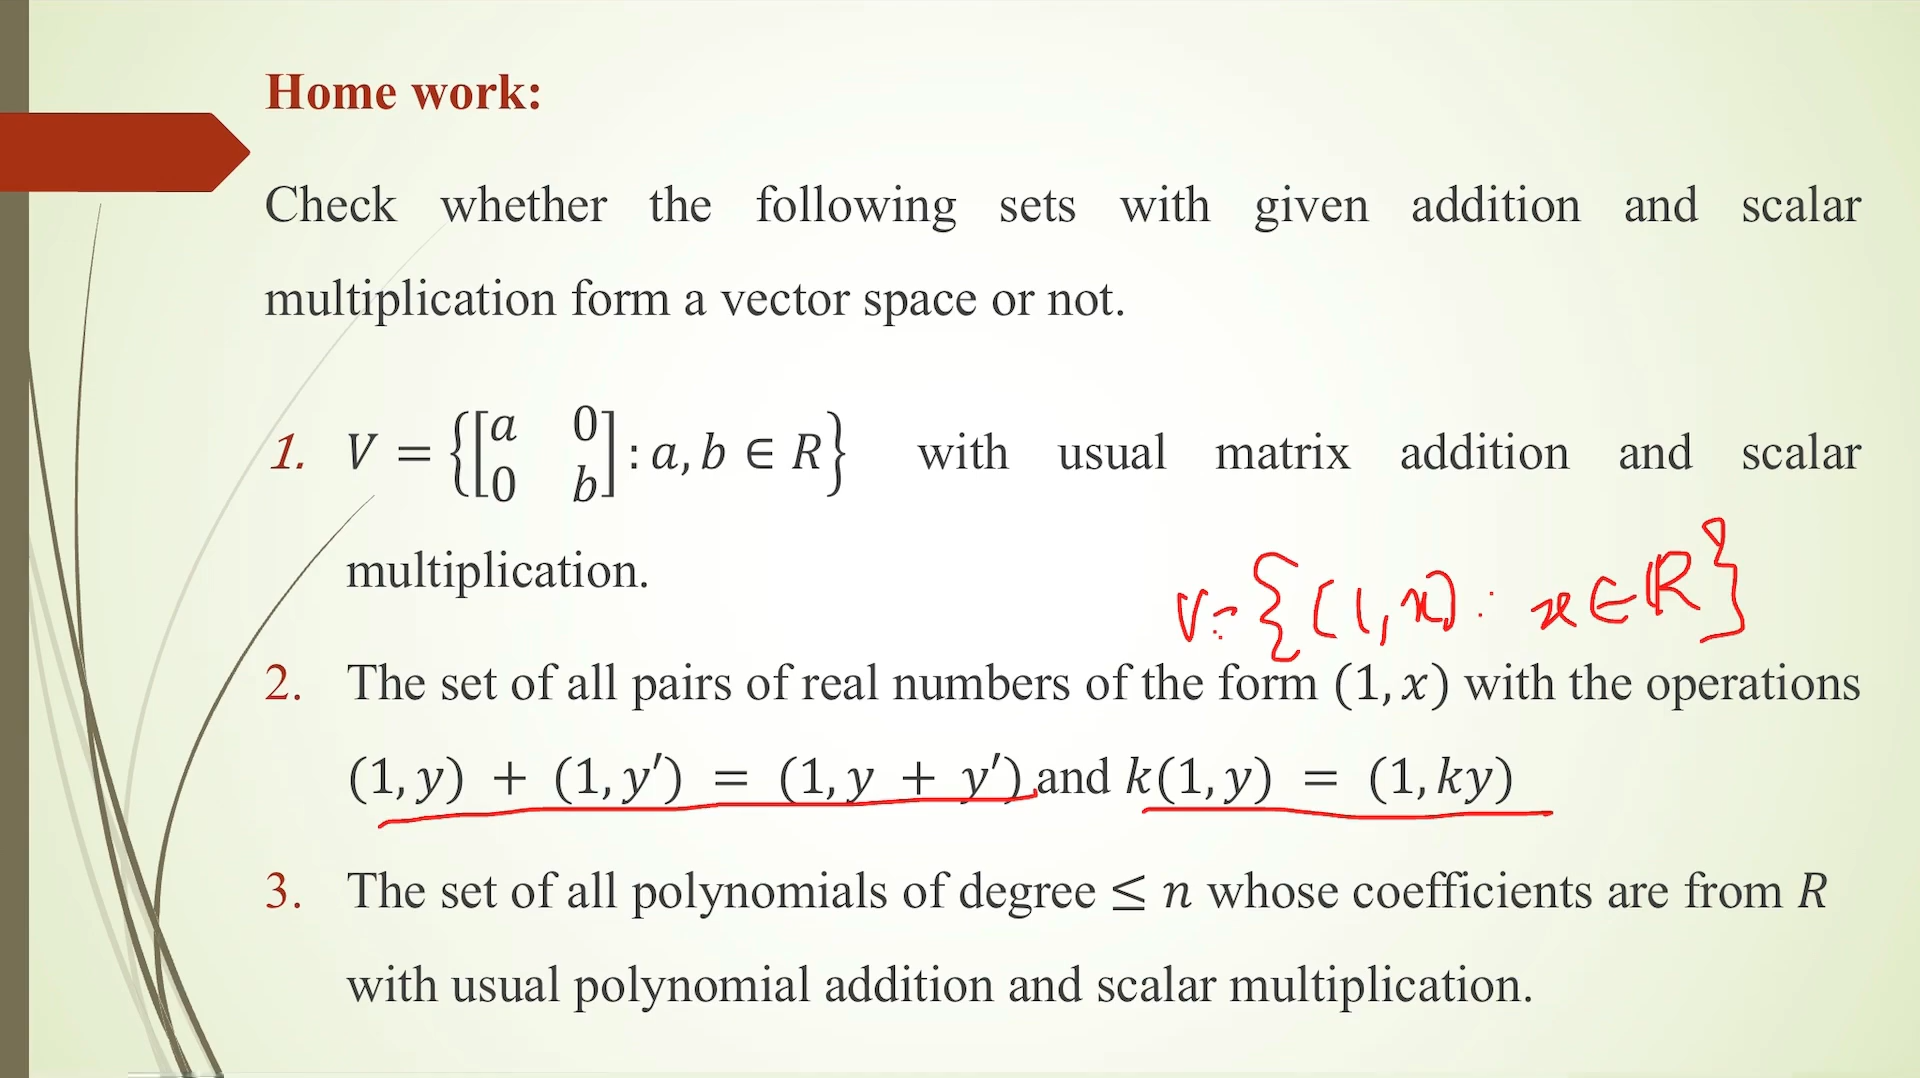 Home work:
Check whether the following sets with given addition and scalar
multiplication form a vector space or not.
1. V = {[a 0; 0 b] : a, b ∈ R} with usual matrix addition and scalar
multiplication.
V = {(1, x) : x ∈ ℝ}
2. The set of all pairs of real numbers of the form (1, x) with the operations
(1, y) + (1, y′) = (1, y + y′) and k(1, y) = (1, ky)
3. The set of all polynomials of degree ≤ n whose coefficients are from R
with usual polynomial addition and scalar multiplication.